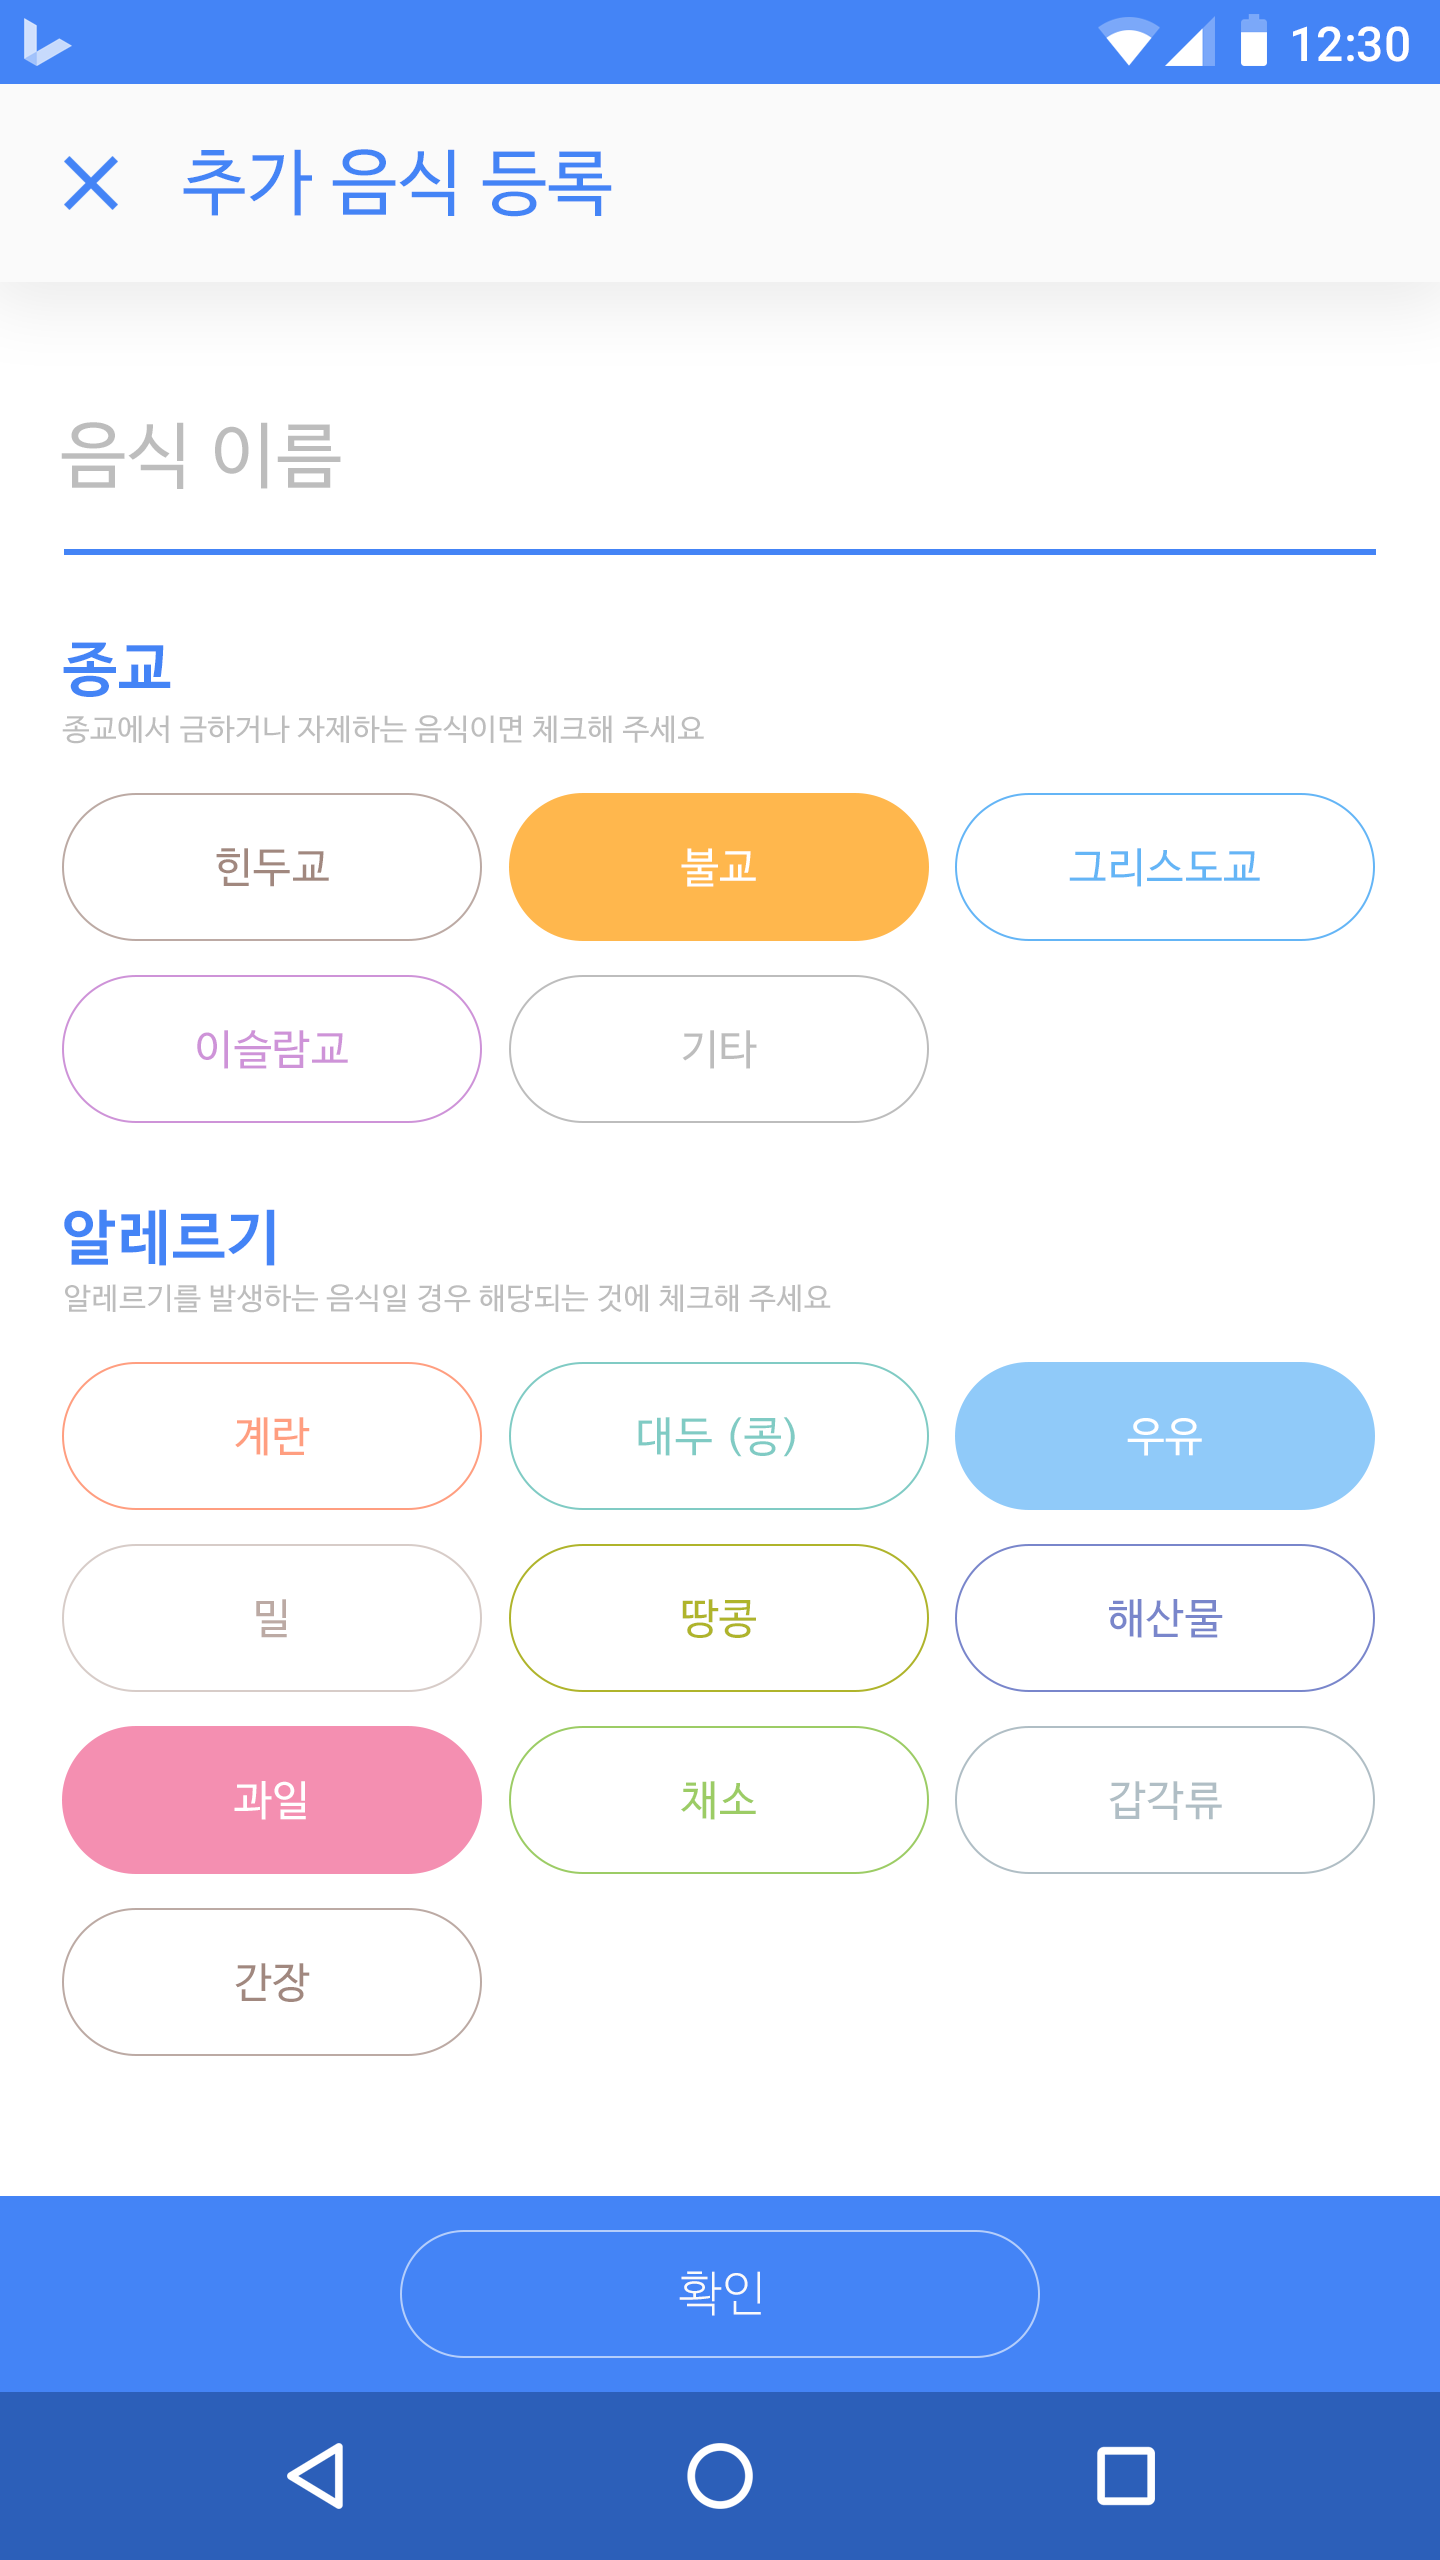 12:30
추가 음식 등록
음식 이름
종교
종교에서 금하거나 자제하는 음식이면 체크해 주세요
힌두교
불교
그리스도교
이슬람교
기타
알레르기
알레르기를 발생하는 음식일 경우 해당되는 것에 체크해 주세요
계란
대두 (콩)
우유
밀
땅콩
해산물
과일
채소
갑각류
간장
확인